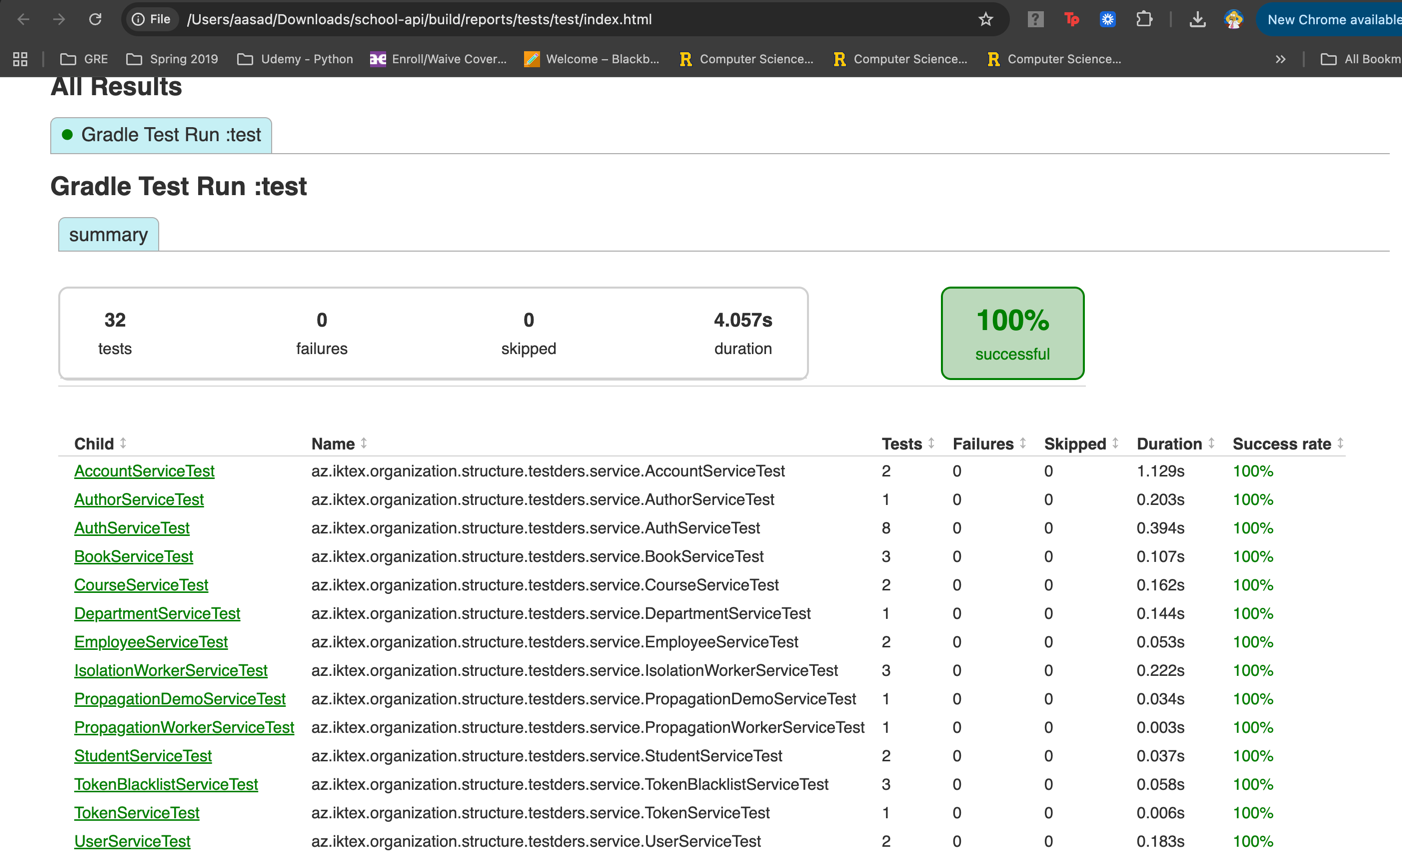 File /Users/aasad/Downloads/school-api/build/reports/tests/test/index.html ? Tp New Chrome available
GRE Spring 2019 Udemy - Python Enroll/Waive Cover... Welcome – Blackb... R Computer Science... R Computer Science... R Computer Science... » All Bookm
All Results
Gradle Test Run :test
Gradle Test Run :test
summary
32 0 0 4.057s 100%
tests failures skipped duration successful
Child Name Tests Failures Skipped Duration Success rate
AccountServiceTest az.iktex.organization.structure.testders.service.AccountServiceTest 2 0 0 1.129s 100%
AuthorServiceTest az.iktex.organization.structure.testders.service.AuthorServiceTest 1 0 0 0.203s 100%
AuthServiceTest az.iktex.organization.structure.testders.service.AuthServiceTest 8 0 0 0.394s 100%
BookServiceTest az.iktex.organization.structure.testders.service.BookServiceTest 3 0 0 0.107s 100%
CourseServiceTest az.iktex.organization.structure.testders.service.CourseServiceTest 2 0 0 0.162s 100%
DepartmentServiceTest az.iktex.organization.structure.testders.service.DepartmentServiceTest 1 0 0 0.144s 100%
EmployeeServiceTest az.iktex.organization.structure.testders.service.EmployeeServiceTest 2 0 0 0.053s 100%
IsolationWorkerServiceTest az.iktex.organization.structure.testders.service.IsolationWorkerServiceTest 3 0 0 0.222s 100%
PropagationDemoServiceTest az.iktex.organization.structure.testders.service.PropagationDemoServiceTest 1 0 0 0.034s 100%
PropagationWorkerServiceTest az.iktex.organization.structure.testders.service.PropagationWorkerServiceTest 1 0 0 0.003s 100%
StudentServiceTest az.iktex.organization.structure.testders.service.StudentServiceTest 2 0 0 0.037s 100%
TokenBlacklistServiceTest az.iktex.organization.structure.testders.service.TokenBlacklistServiceTest 3 0 0 0.058s 100%
TokenServiceTest az.iktex.organization.structure.testders.service.TokenServiceTest 1 0 0 0.006s 100%
UserServiceTest az.iktex.organization.structure.testders.service.UserServiceTest 2 0 0 0.183s 100%